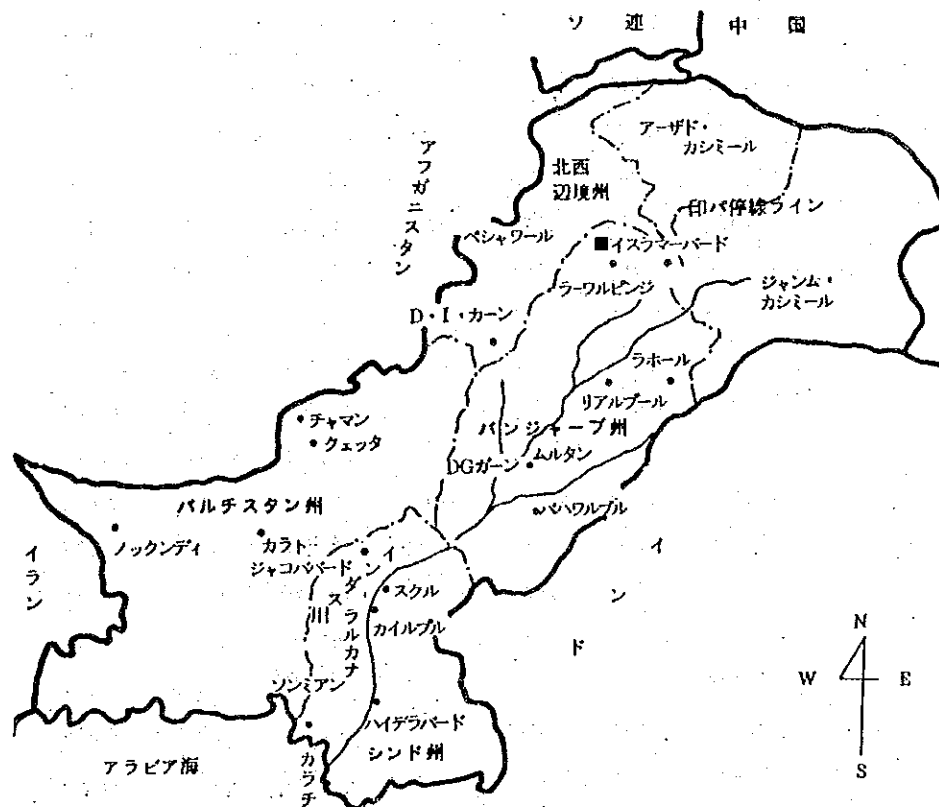 ソ連
中国
アフガニスタン
アーザド・
カシミール
北西
辺境州
印パ停線ライン
ペシャワール
イスラマーバード
ラーワルピンジ
ジャンム・
カシミール
D・I・カーン
ラホール
リアルプール
チャマン
クェッタ
パンジャーブ州
DGガーン
ムルタン
バルチスタン州
バハワルプル
イラン
ノックンディ
カラト
ジャコババード
インダス川
スクル
ラルカナ
カイルプル
インド
N
W
E
S
ソンミアン
ハイデラバード
シンド州
アラビア海
カラチ